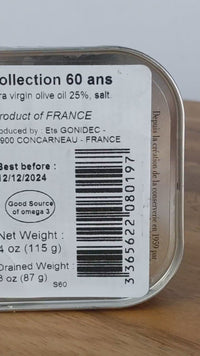 ollection 60 ans
ra virgin olive oil 25%, salt.
roduct of FRANCE
oduced by : Ets GONIDEC -
900 CONCARNEAU - FRANCE
Best before :
12/12/2024
Good Source
of omega 3
Net Weight :
4 oz (115 g)
Drained Weight :
3 oz (87 g)
S60
3 365622 080197
Depuis la création de la conserverie en 1959 par